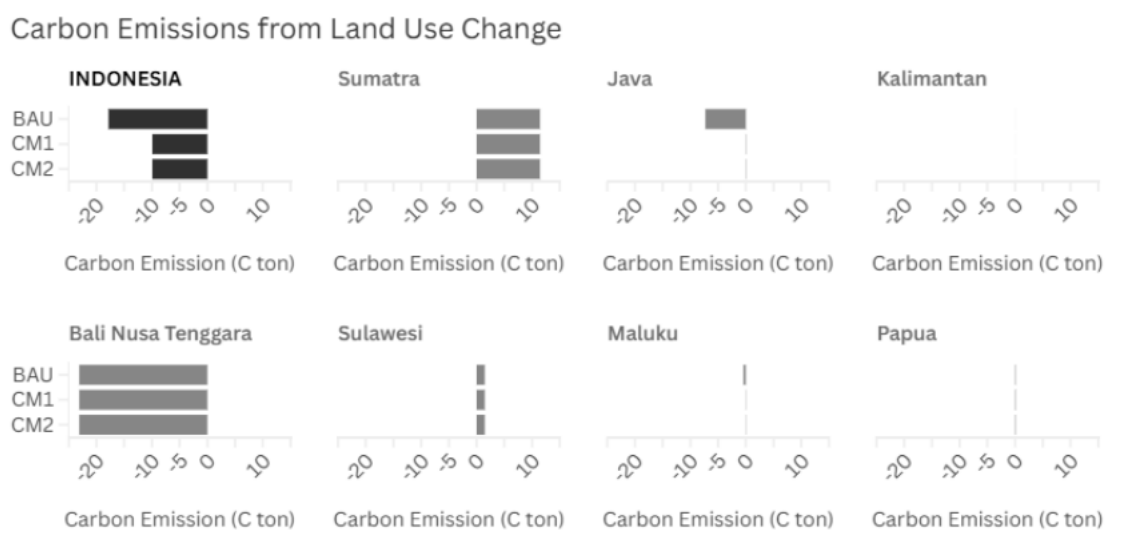 Carbon Emissions from Land Use Change
INDONESIA Sumatra Java Kalimantan
BAU
CM1
CM2
-20 -10 -5 0 10 -20 -10 -5 0 10 -20 -10 -5 0 10 -20 -10 -5 0 10
Carbon Emission (C ton) Carbon Emission (C ton) Carbon Emission (C ton) Carbon Emission (C ton)
Bali Nusa Tenggara Sulawesi Maluku Papua
BAU
CM1
CM2
-20 -10 -5 0 10 -20 -10 -5 0 10 -20 -10 -5 0 10 -20 -10 -5 0 10
Carbon Emission (C ton) Carbon Emission (C ton) Carbon Emission (C ton) Carbon Emission (C ton)